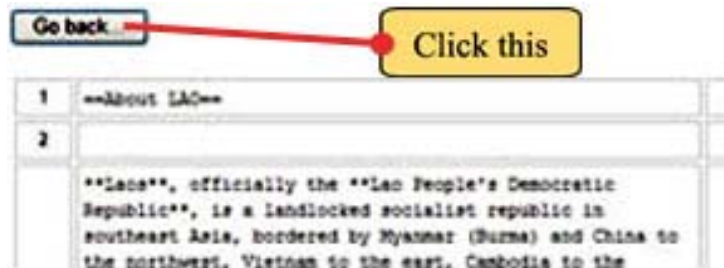 Go back...
Click this
1 ==About LAO==
2
**Laos**, officially the **Lao People's Democratic
Republic**, is a landlocked socialist republic in
southeast Asia, bordered by Myanmar (Burma) and China to
the northwest, Vietnam to the east, Cambodia to the